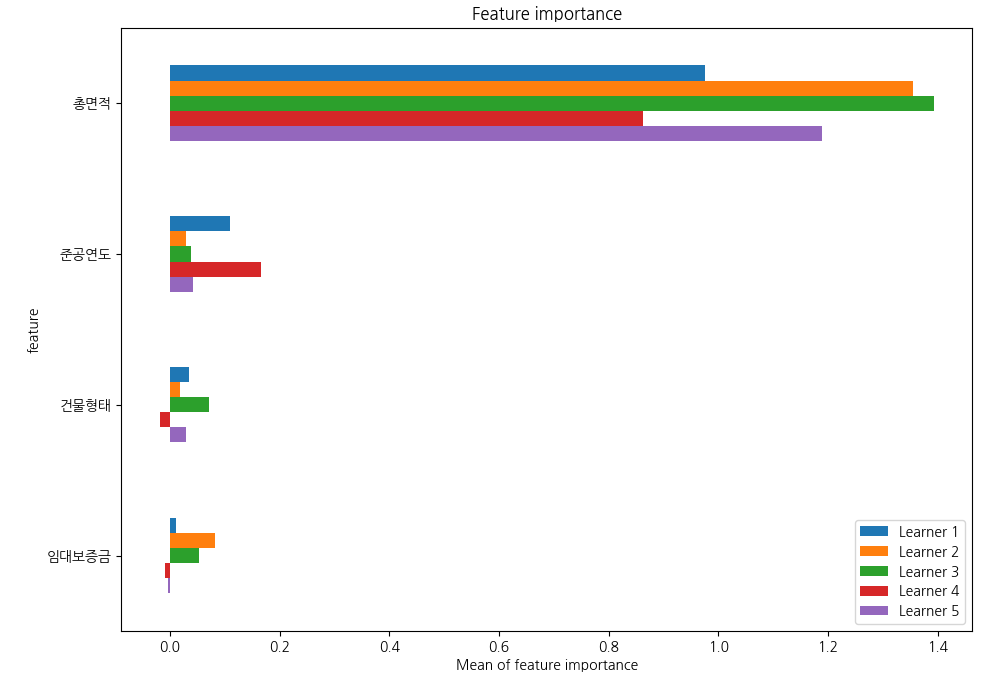 Feature importance
총면적
준공연도
건물형태
임대보증금
feature
Learner 1
Learner 2
Learner 3
Learner 4
Learner 5
0.0 0.2 0.4 0.6 0.8 1.0 1.2 1.4
Mean of feature importance